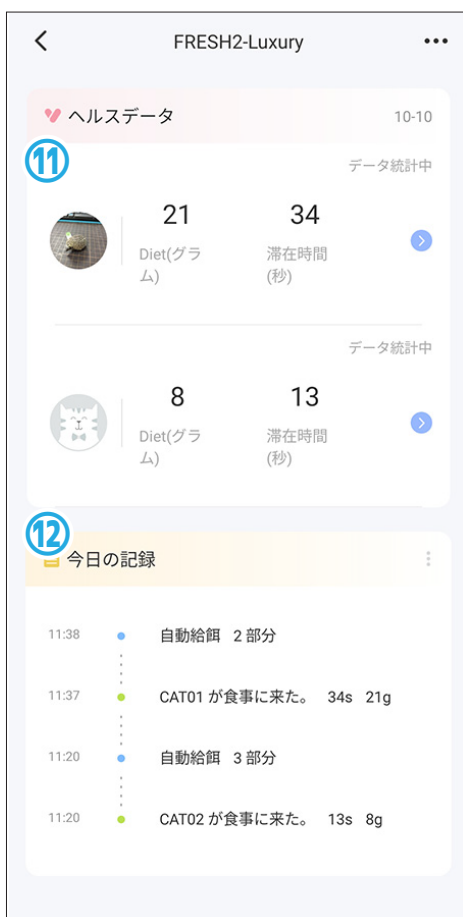 FRESH2-Luxury
ヘルスデータ 10-10
⑪
データ統計中
21 34
Diet(グラ 滞在時間
ム) (秒)
データ統計中
8 13
Diet(グラ 滞在時間
ム) (秒)
⑫
今日の記録
11:38 自動給餌 2 部分
11:37 CAT01 が食事に来た。 34s 21g
11:20 自動給餌 3 部分
11:20 CAT02 が食事に来た。 13s 8g